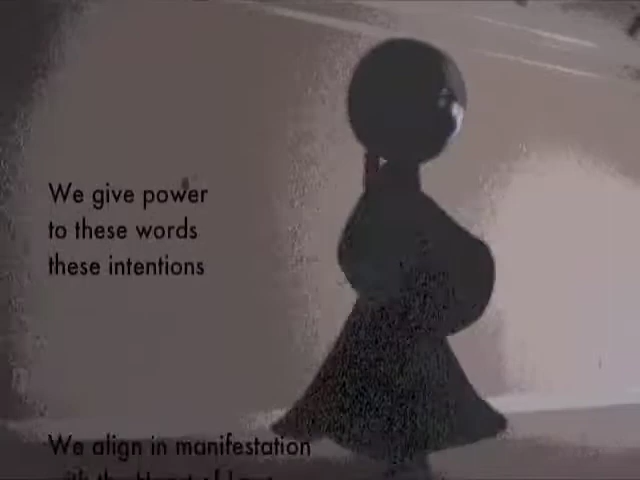 We give power
to these words
these intentions
We align in manifestation